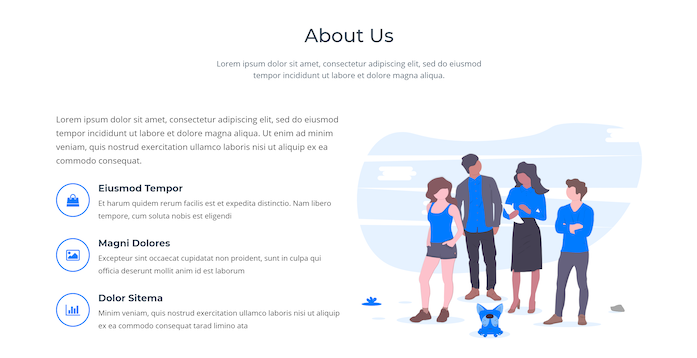 About Us
Lorem ipsum dolor sit amet, consectetur adipiscing elit, sed do eiusmod
tempor incididunt ut labore et dolore magna aliqua.
Lorem ipsum dolor sit amet, consectetur adipiscing elit, sed do eiusmod
tempor incididunt ut labore et dolore magna aliqua. Ut enim ad minim
veniam, quis nostrud exercitation ullamco laboris nisi ut aliquip ex ea
commodo consequat.
Eiusmod Tempor
Et harum quidem rerum facilis est et expedita distinctio. Nam libero
tempore, cum soluta nobis est eligendi
Magni Dolores
Excepteur sint occaecat cupidatat non proident, sunt in culpa qui
officia deserunt mollit anim id est laborum
Dolor Sitema
Minim veniam, quis nostrud exercitation ullamco laboris nisi ut aliquip
ex ea commodo consequat tarad limino ata